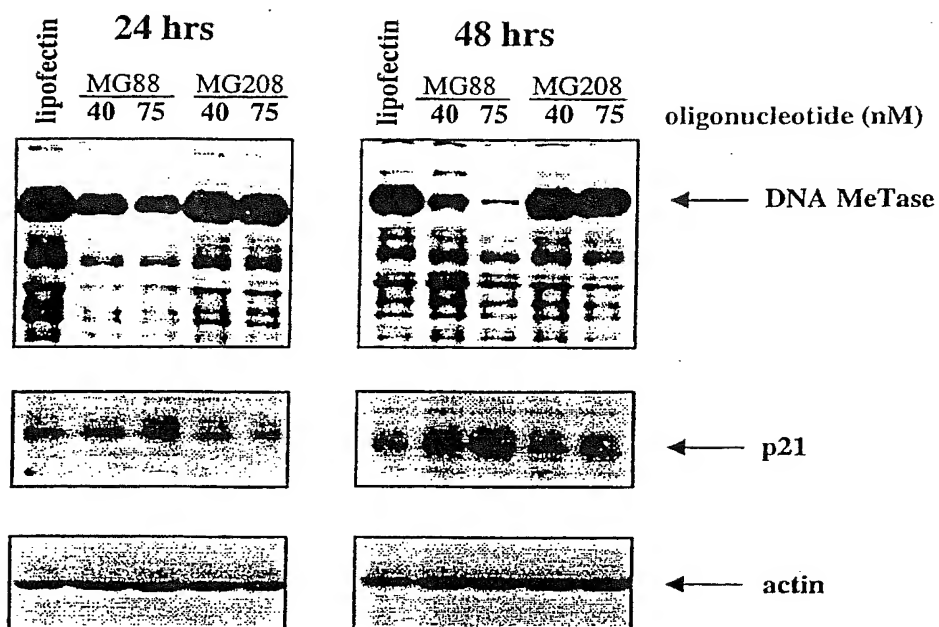 24 hrs
48 hrs
lipofectin
MG88
MG208
40 75 40 75
lipofectin
MG88
MG208
40 75 40 75
oligonucleotide (nM)
DNA MeTase
p21
actin